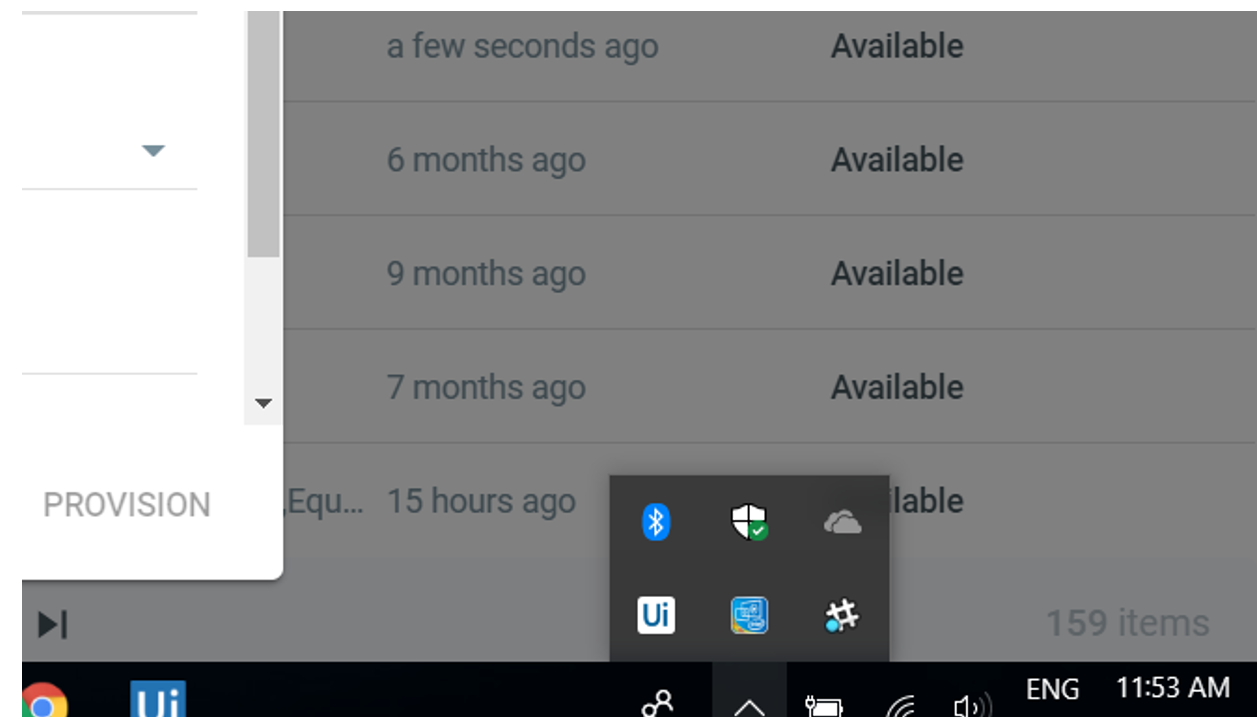 a few seconds ago Available
6 months ago Available
9 months ago Available
7 months ago Available
PROVISION ,Equ... 15 hours ago lable
Ui
159 items
Ui ENG 11:53 AM